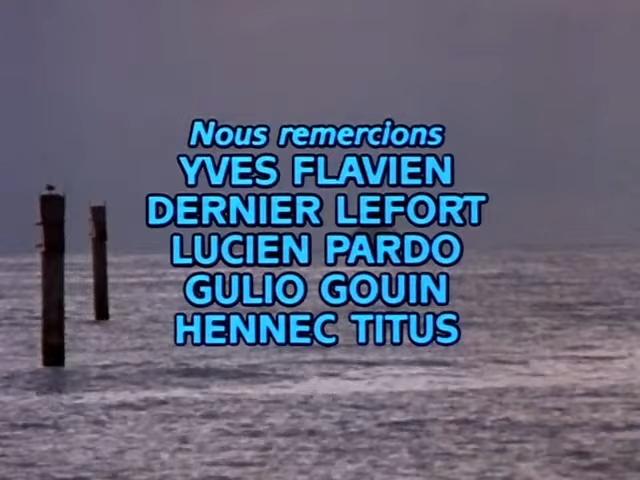 Nous remercions
YVES FLAVIEN
DERNIER LEFORT
LUCIEN PARDO
GULIO GOUIN
HENNEC TITUS